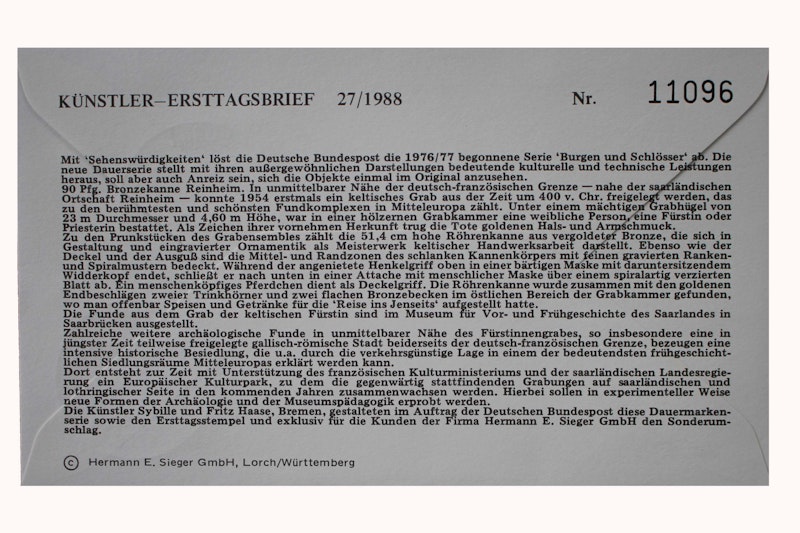 KÜNSTLER–ERSTTAGSBRIEF 27/1988 Nr. 11096
Mit 'Sehenswürdigkeiten' löst die Deutsche Bundespost die 1976/77 begonnene Serie 'Burgen und Schlösser' ab. Die
neue Dauerserie stellt mit ihren außergewöhnlichen Darstellungen bedeutende kulturelle und technische Leistungen
heraus, soll aber auch Anreiz sein, sich die Objekte einmal im Original anzusehen.
90 Pfg. Bronzekanne Reinheim. In unmittelbarer Nähe der deutsch-französischen Grenze — nahe der saarländischen
Ortschaft Reinheim — konnte 1954 erstmals ein keltisches Grab aus der Zeit um 400 v. Chr. freigelegt werden, das
zu den berühmtesten und schönsten Fundkomplexen in Mitteleuropa zählt. Unter einem mächtigen Grabhügel von
23 m Durchmesser und 4,60 m Höhe, war in einer hölzernen Grabkammer eine weibliche Person, eine Fürstin oder
Priesterin bestattet. Als Zeichen ihrer vornehmen Herkunft trug die Tote goldenen Hals- und Armschmuck.
Zu den Prunkstücken des Grabensembles zählt die 51,4 cm hohe Röhrenkanne aus vergoldeter Bronze, die sich in
Gestaltung und eingravierter Ornamentik als Meisterwerk keltischer Handwerksarbeit darstellt. Ebenso wie der
Deckel und der Ausguß sind die Mittel- und Randzonen des schlanken Kannenkörpers mit feinen gravierten Ranken-
und Spiralmustern bedeckt. Während der angenietete Henkelgriff oben in einer bärtigen Maske mit daruntersitzendem
Widderkopf endet, schließt er nach unten in einer Attache mit menschlicher Maske über einem spiralartig verzierten
Blatt ab. Ein menschenköpfiges Pferdchen dient als Deckelgriff. Die Röhrenkanne wurde zusammen mit den goldenen
Endbeschlägen zweier Trinkhörner und zwei flachen Bronzebecken im östlichen Bereich der Grabkammer gefunden,
wo man offenbar Speisen und Getränke für die 'Reise ins Jenseits' aufgestellt hatte.
Die Funde aus dem Grab der keltischen Fürstin sind im Museum für Vor- und Frühgeschichte des Saarlandes in
Saarbrücken ausgestellt.
Zahlreiche weitere archäologische Funde in unmittelbarer Nähe des Fürstinnengrabes, so insbesondere eine in
jüngster Zeit teilweise freigelegte gallisch-römische Stadt beiderseits der deutsch-französischen Grenze, bezeugen eine
intensive historische Besiedlung, die u.a. durch die verkehrsgünstige Lage in einem der bedeutendsten frühgeschicht-
lichen Siedlungsräume Mitteleuropas erklärt werden kann.
Dort entsteht zur Zeit mit Unterstützung des französischen Kulturministeriums und der saarländischen Landesregie-
rung ein Europäischer Kulturpark, zu dem die gegenwärtig stattfindenden Grabungen auf saarländischen und
lothringischer Seite in den kommenden Jahren zusammenwachsen werden. Hierbei sollen in experimenteller Weise
neue Formen der Archäologie und der Museumspädagogik erprobt werden.
Die Künstler Sybille und Fritz Haase, Bremen, gestalteten im Auftrag der Deutschen Bundespost diese Dauermarken-
serie sowie den Ersttagsstempel und exklusiv für die Kunden der Firma Hermann E. Sieger GmbH den Sonderum-
schlag.
© Hermann E. Sieger GmbH, Lorch/Württemberg